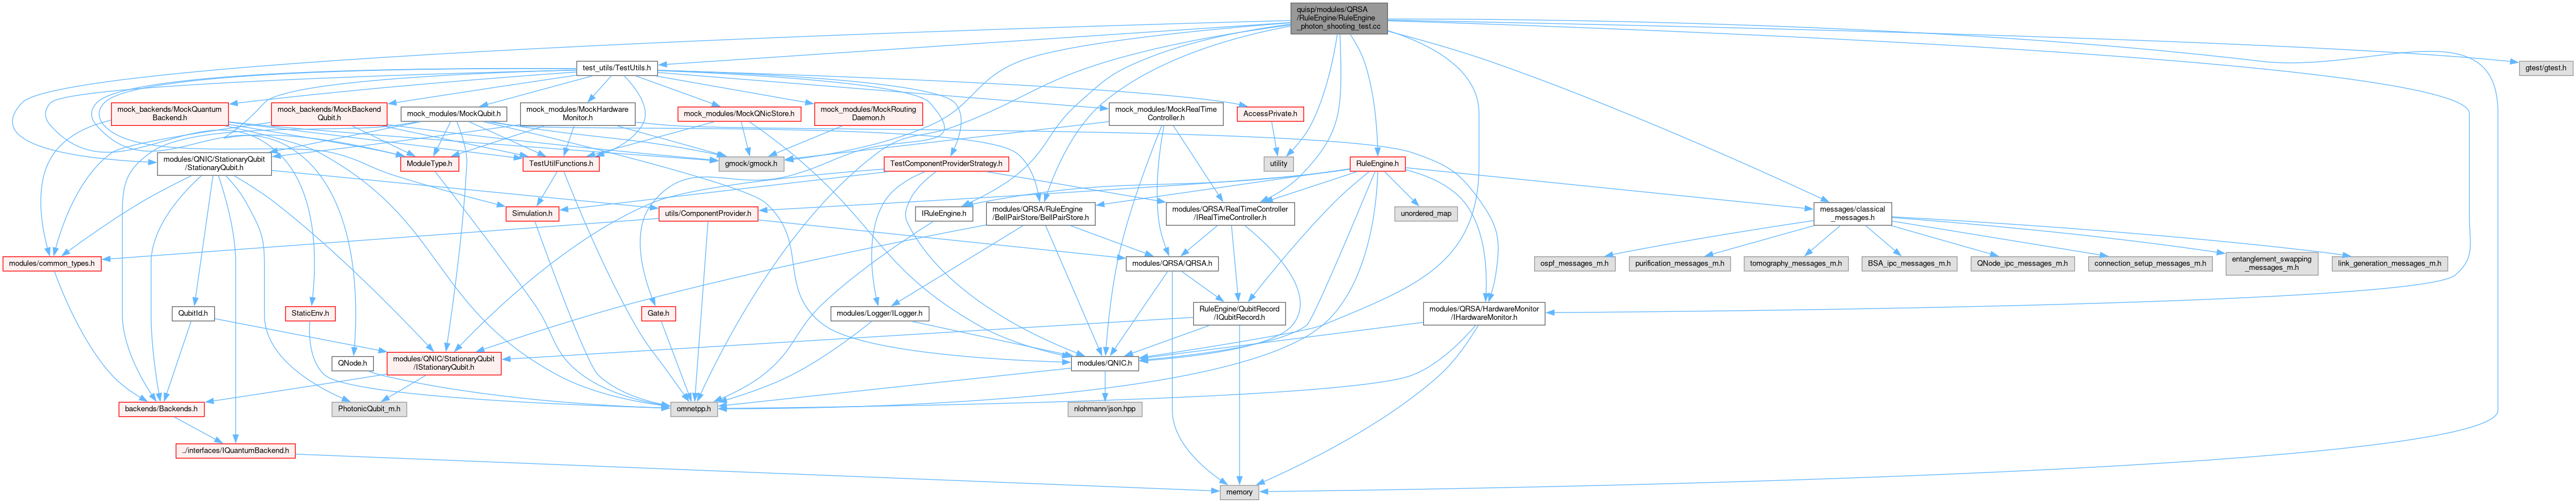 quisp/modules/QRSA
/RuleEngine/RuleEngine
_photon_shooting_test.cc
test_utils/TestUtils.h
gtest/gtest.h
mock_backends/MockQuantum
Backend.h
mock_backends/MockBackend
Qubit.h
mock_modules/MockQubit.h
mock_modules/MockHardware
Monitor.h
mock_modules/MockQNicStore.h
mock_modules/MockRouting
Daemon.h
mock_modules/MockRealTime
Controller.h
AccessPrivate.h
modules/QNIC/StationaryQubit
/StationaryQubit.h
ModuleType.h
TestUtilFunctions.h
gmock/gmock.h
TestComponentProviderStrategy.h
utility
RuleEngine.h
Simulation.h
utils/ComponentProvider.h
IRuleEngine.h
modules/QRSA/RuleEngine
/BellPairStore/BellPairStore.h
modules/QRSA/RealTimeController
/IRealTimeController.h
unordered_map
messages/classical
_messages.h
modules/common_types.h
modules/QRSA/QRSA.h
ospf_messages_m.h
purification_messages_m.h
tomography_messages_m.h
BSA_ipc_messages_m.h
QNode_ipc_messages_m.h
connection_setup_messages_m.h
entanglement_swapping
_messages_m.h
link_generation_messages_m.h
QubitId.h
StaticEnv.h
Gate.h
modules/Logger/ILogger.h
RuleEngine/QubitRecord
/IQubitRecord.h
modules/QRSA/HardwareMonitor
/IHardwareMonitor.h
QNode.h
modules/QNIC/StationaryQubit
/IStationaryQubit.h
modules/QNIC.h
backends/Backends.h
PhotonicQubit_m.h
omnetpp.h
nlohmann/json.hpp
../interfaces/IQuantumBackend.h
memory